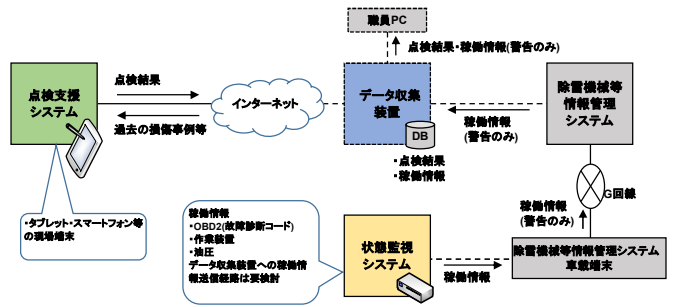 職員PC
点検結果・稼働情報(警告のみ)
点検支援
システム
点検結果
過去の損傷事例等
インターネット
データ収集
装置
DB
・点検結果
・稼働情報
稼働情報
(警告のみ)
除雪機械等
情報管理
システム
G回線
稼働情報
(警告のみ)
・タブレット・スマートフォン等
の現場端末
稼働情報
・OBD2(故障診断コード)
・作業装置
・油圧
データ収集装置への稼働情
報送信経路は要検討
状態監視
システム
稼働情報
除雪機械等情報管理システム
車載端末